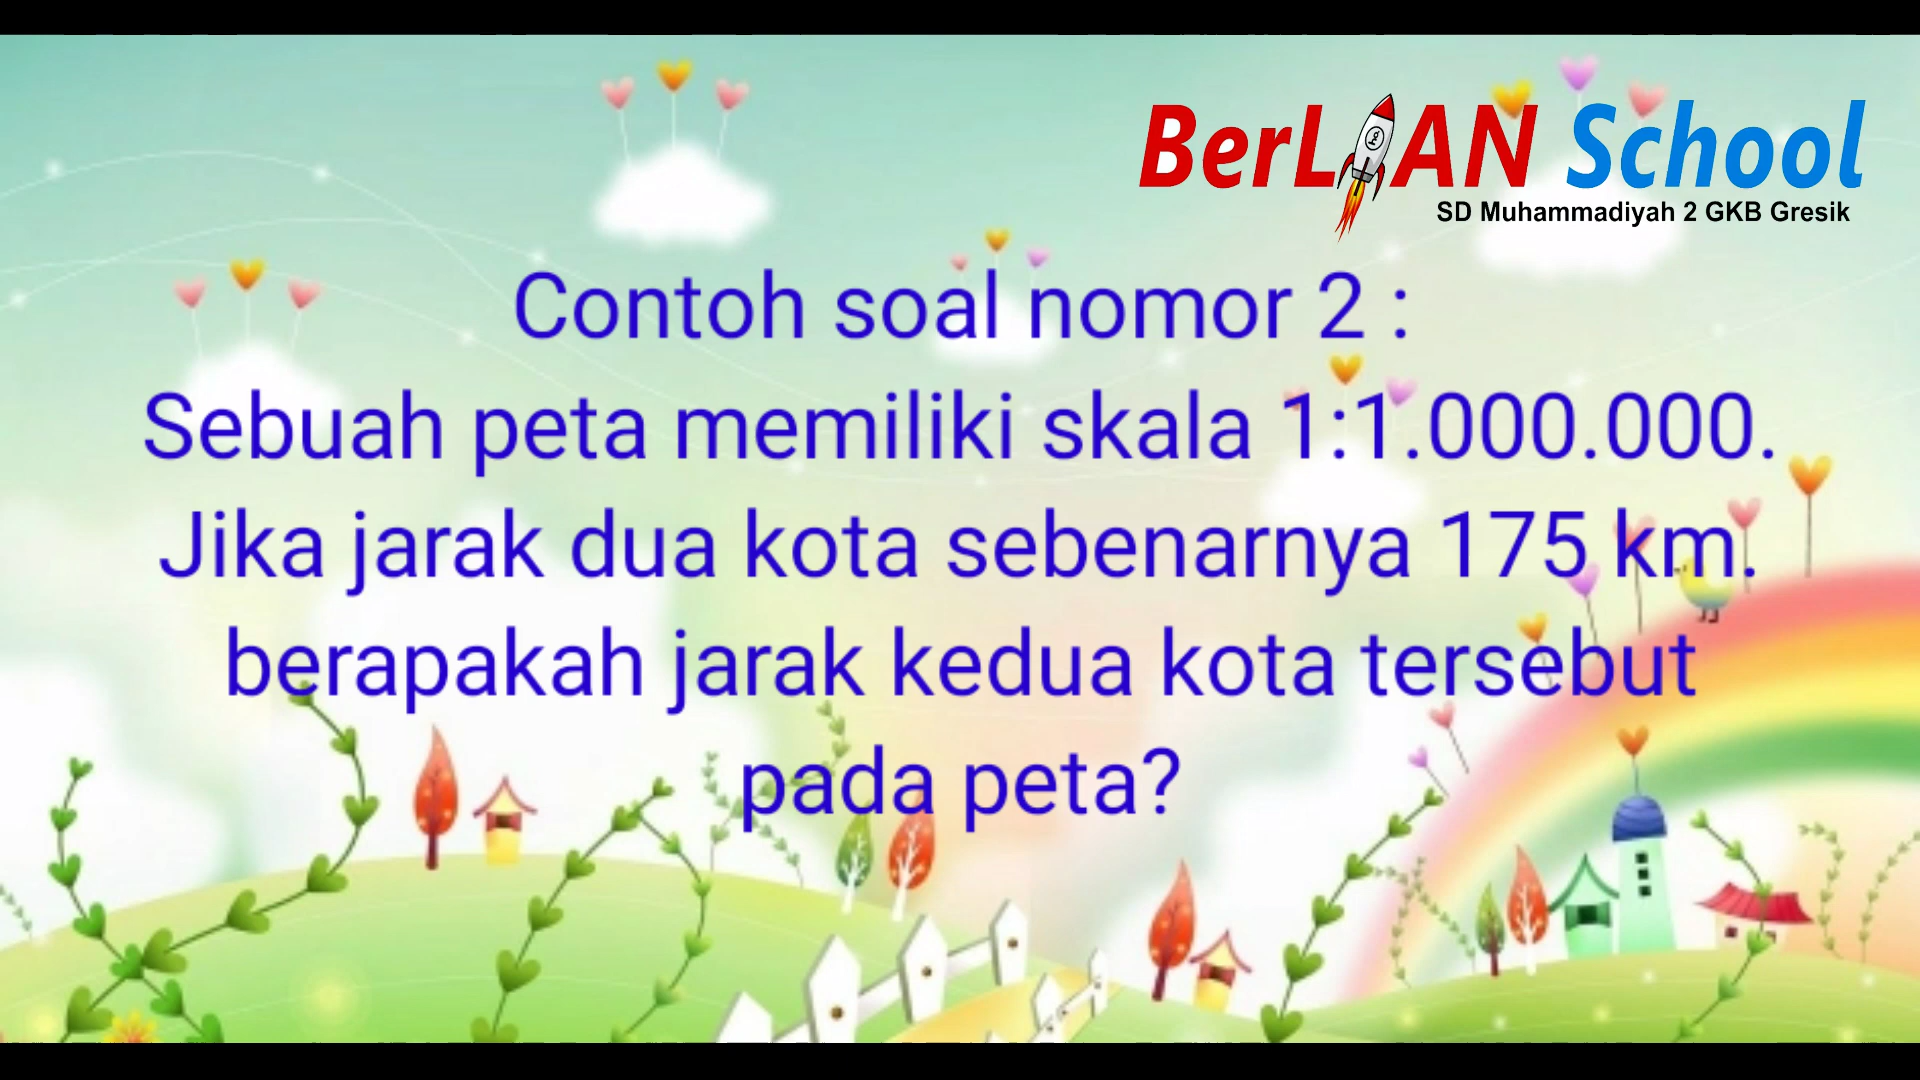 BerLIAN School
SD Muhammadiyah 2 GKB Gresik
Contoh soal nomor 2 :
Sebuah peta memiliki skala 1:1.000.000.
Jika jarak dua kota sebenarnya 175 km.
berapakah jarak kedua kota tersebut
pada peta?